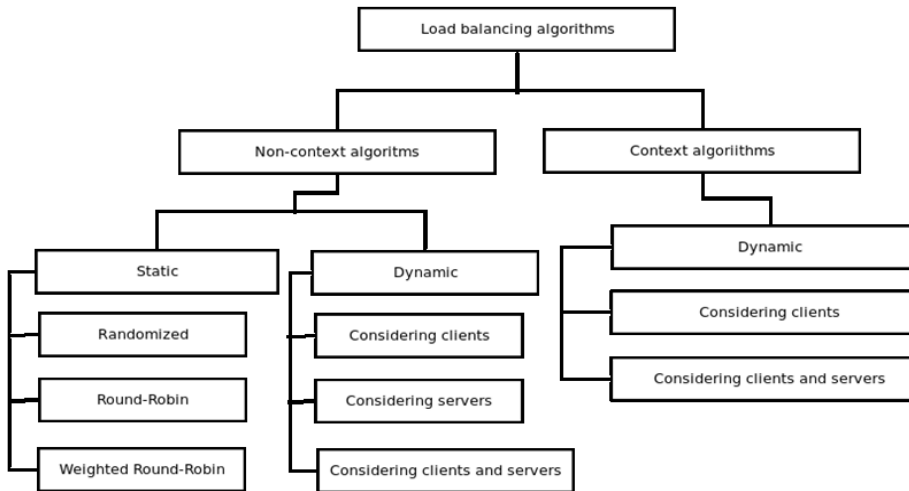 Load balancing algorithms
Non-context algoritms
Context algoriithms
Static
Randomized
Round-Robin
Weighted Round-Robin
Dynamic
Considering clients
Considering servers
Considering clients and servers
Dynamic
Considering clients
Considering clients and servers